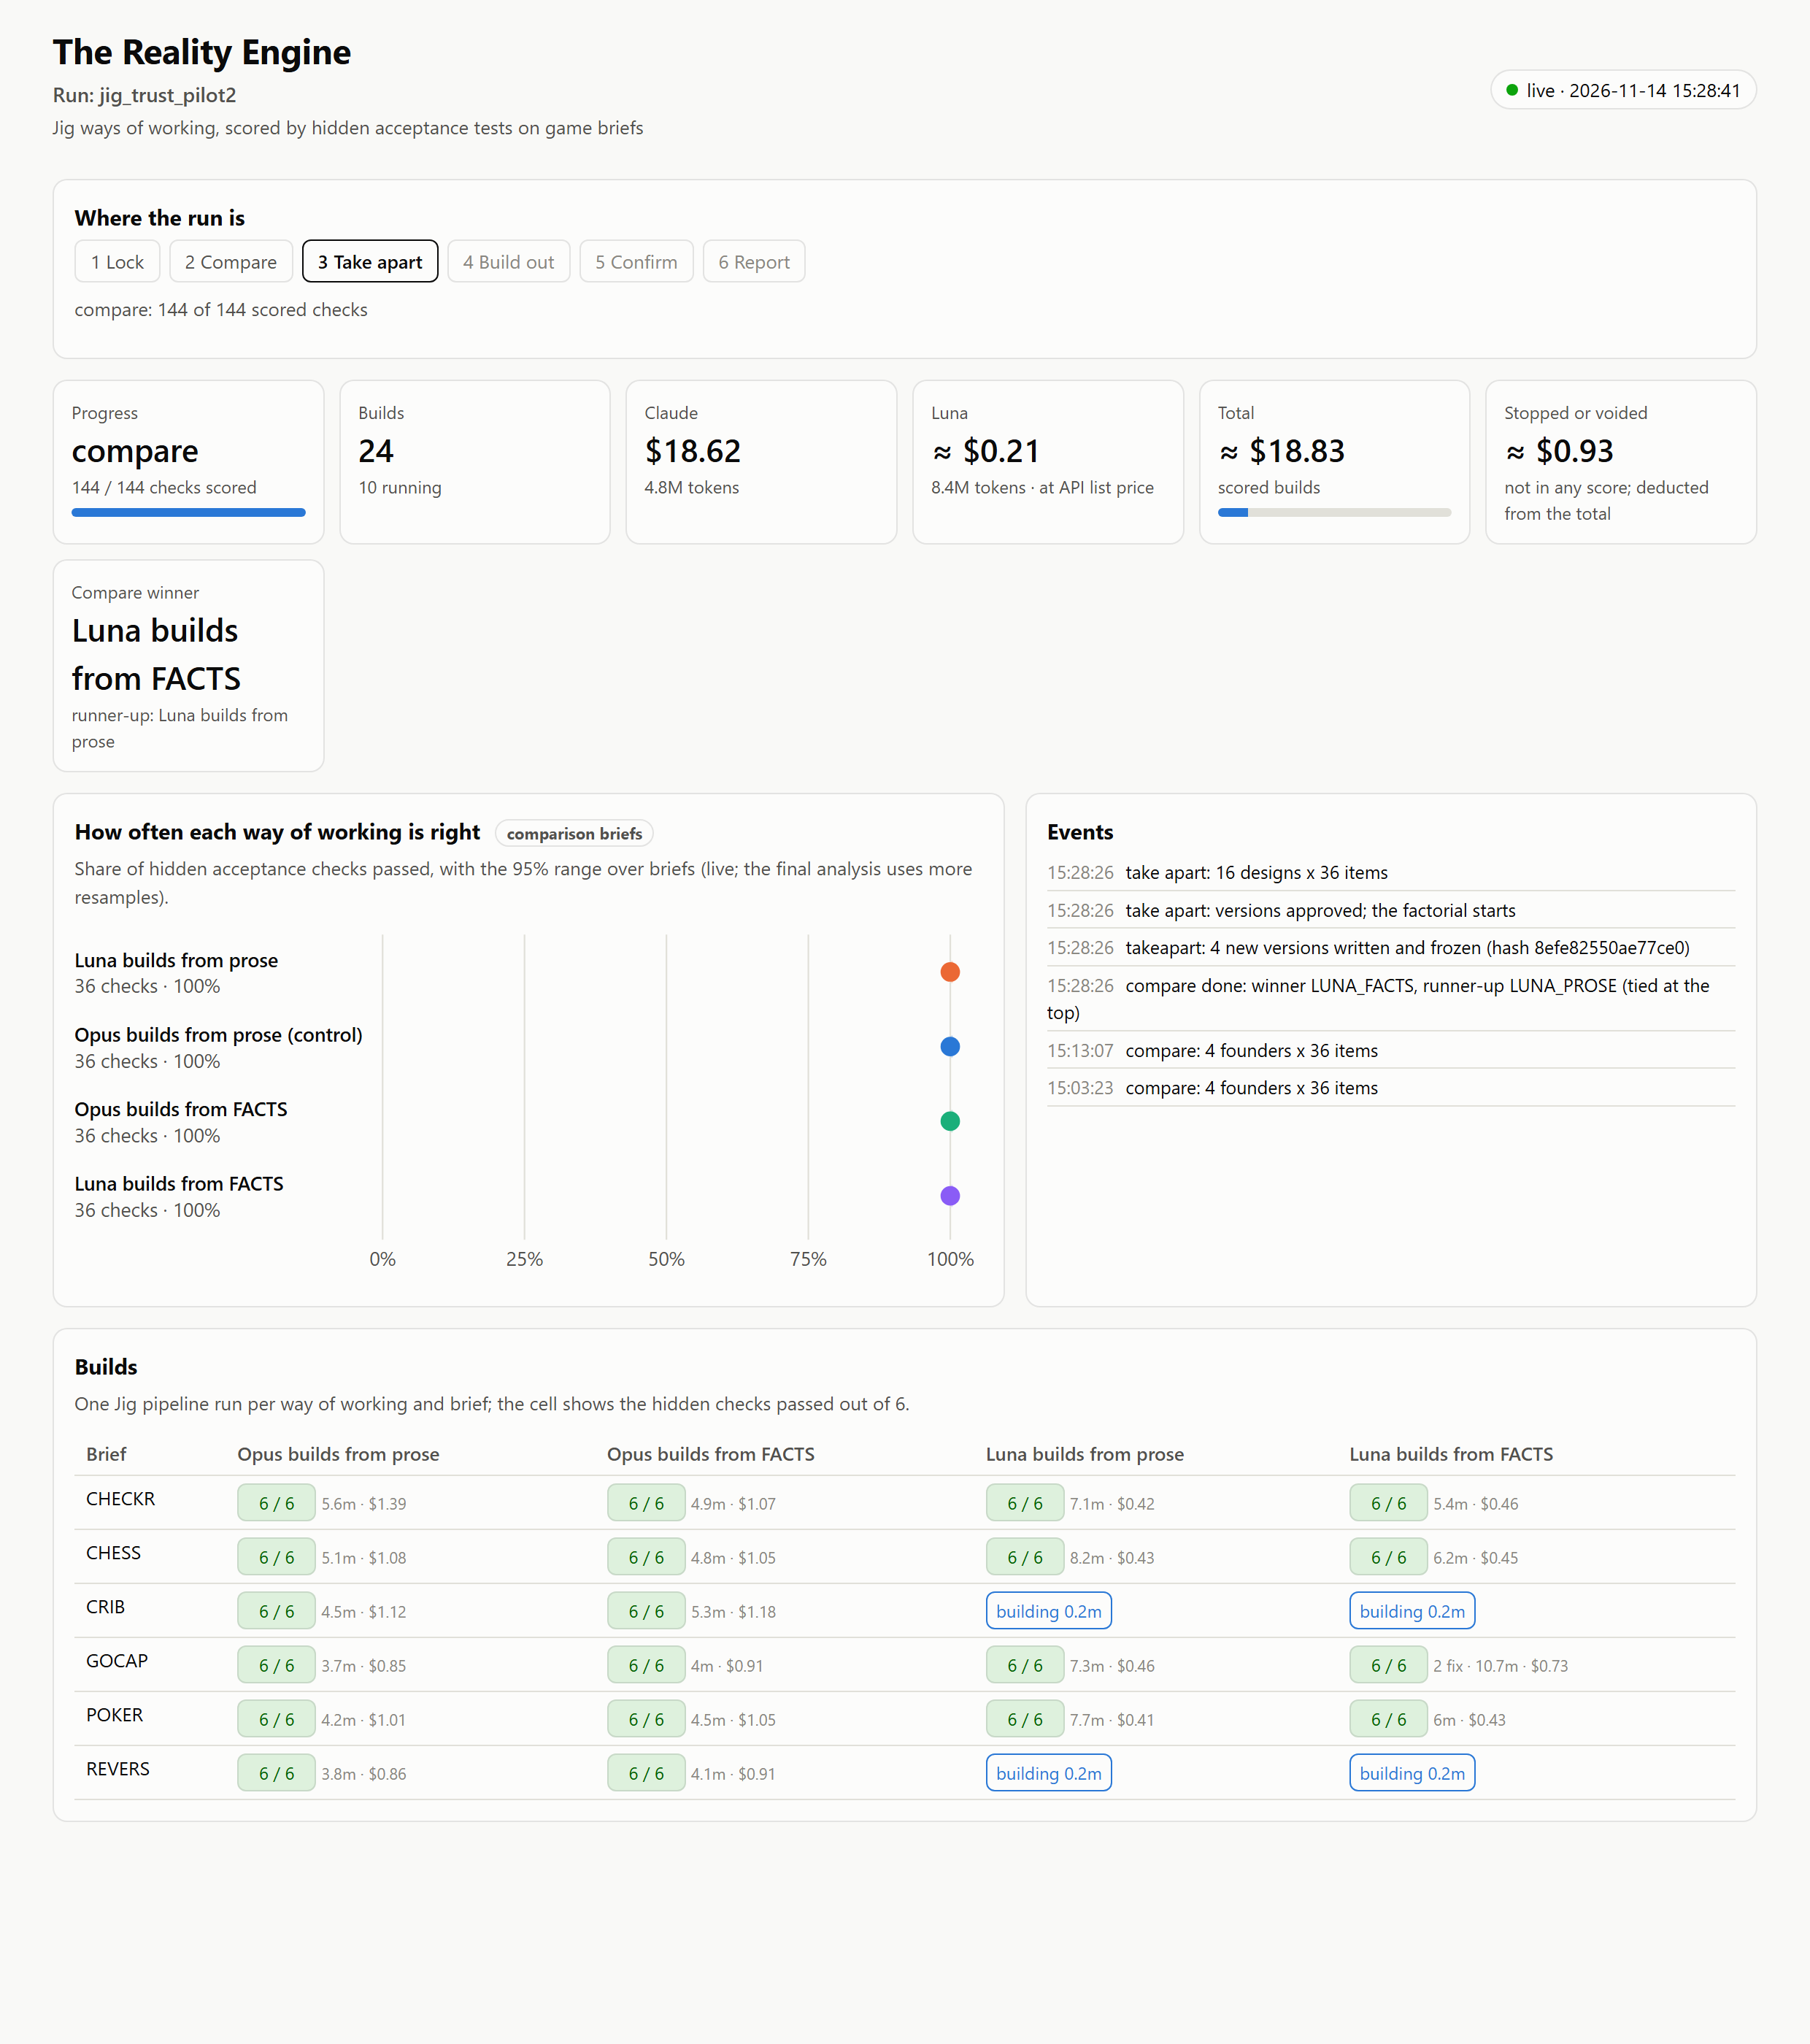 The Reality Engine
Run: jig_trust_pilot2
Jig ways of working, scored by hidden acceptance tests on game briefs
live · 2026-11-14 15:28:41
Where the run is
1 Lock
2 Compare
3 Take apart
4 Build out
5 Confirm
6 Report
compare: 144 of 144 scored checks
Progress
compare
144 / 144 checks scored
Builds
24
10 running
Claude
$18.62
4.8M tokens
Luna
≈ $0.21
8.4M tokens · at API list price
Total
≈ $18.83
scored builds
Stopped or voided
≈ $0.93
not in any score; deducted
from the total
Compare winner
Luna builds
from FACTS
runner-up: Luna builds from
prose
How often each way of working is right
comparison briefs
Share of hidden acceptance checks passed, with the 95% range over briefs (live; the final analysis uses more
resamples).
Luna builds from prose
36 checks · 100%
Opus builds from prose (control)
36 checks · 100%
Opus builds from FACTS
36 checks · 100%
Luna builds from FACTS
36 checks · 100%
0% 25% 50% 75% 100%
Events
15:28:26 take apart: 16 designs x 36 items
15:28:26 take apart: versions approved; the factorial starts
15:28:26 takeapart: 4 new versions written and frozen (hash 8efe82550ae77ce0)
15:28:26 compare done: winner LUNA_FACTS, runner-up LUNA_PROSE (tied at the
top)
15:13:07 compare: 4 founders x 36 items
15:03:23 compare: 4 founders x 36 items
Builds
One Jig pipeline run per way of working and brief; the cell shows the hidden checks passed out of 6.
Brief Opus builds from prose Opus builds from FACTS Luna builds from prose Luna builds from FACTS
CHECKR 6 / 6 5.6m · $1.39 6 / 6 4.9m · $1.07 6 / 6 7.1m · $0.42 6 / 6 5.4m · $0.46
CHESS 6 / 6 5.1m · $1.08 6 / 6 4.8m · $1.05 6 / 6 8.2m · $0.43 6 / 6 6.2m · $0.45
CRIB 6 / 6 4.5m · $1.12 6 / 6 5.3m · $1.18 building 0.2m building 0.2m
GOCAP 6 / 6 3.7m · $0.85 6 / 6 4m · $0.91 6 / 6 7.3m · $0.46 6 / 6 2 fix · 10.7m · $0.73
POKER 6 / 6 4.2m · $1.01 6 / 6 4.5m · $1.05 6 / 6 7.7m · $0.41 6 / 6 6m · $0.43
REVERS 6 / 6 3.8m · $0.86 6 / 6 4.1m · $0.91 building 0.2m building 0.2m